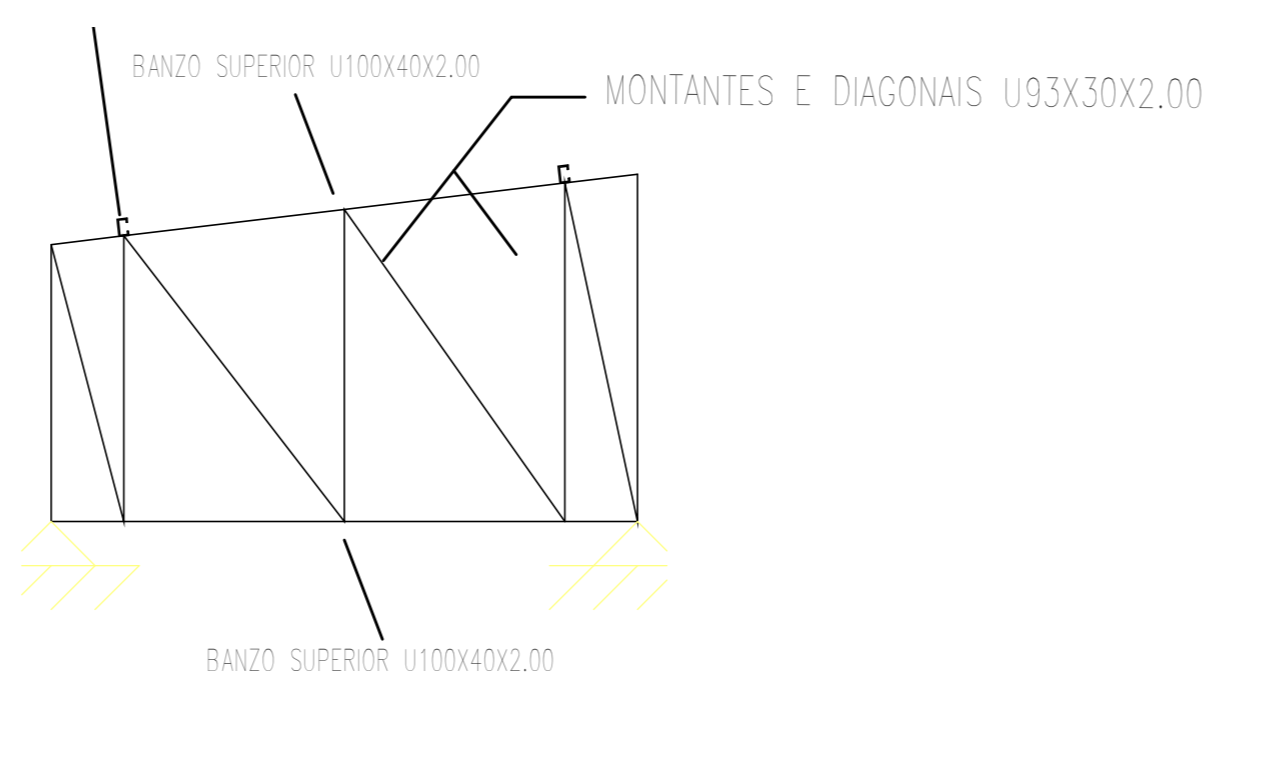 BANZO SUPERIOR U100X40X2.00
MONTANTES E DIAGONAIS U93X30X2.00
BANZO SUPERIOR U100X40X2.00